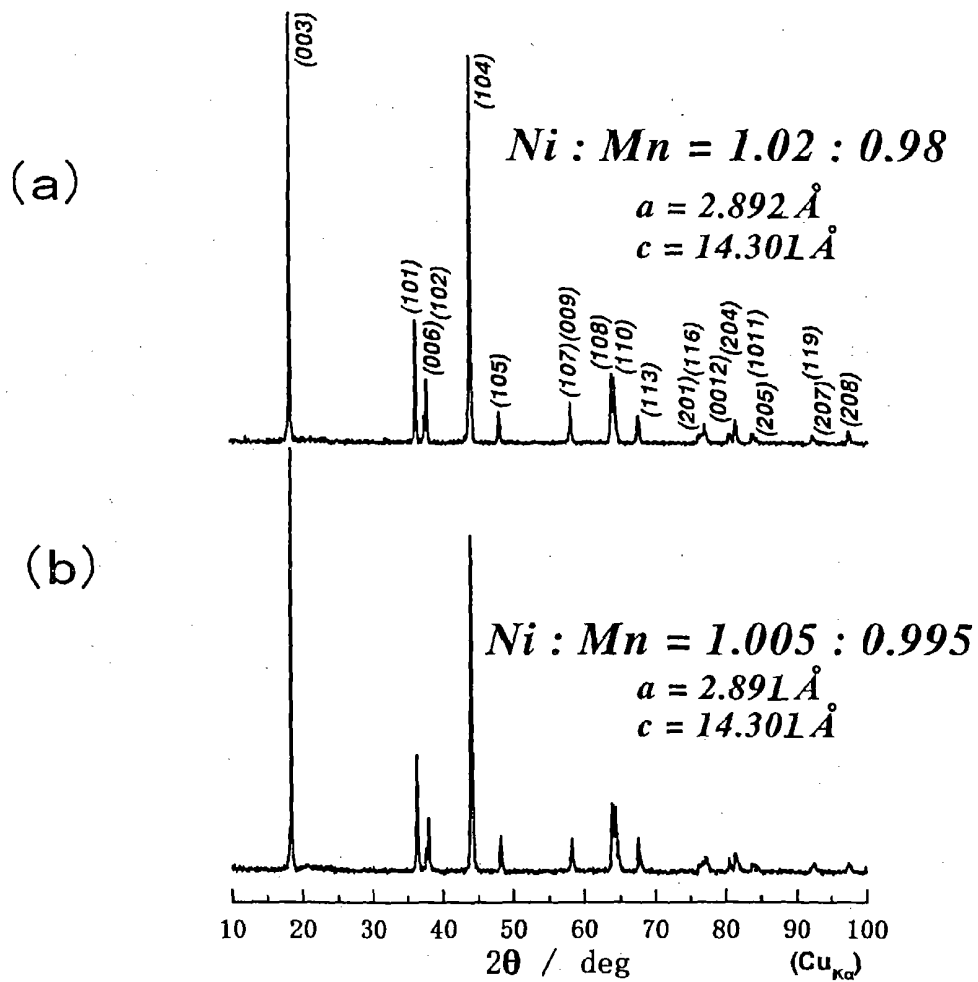 (a)
(003)
(101)
(006)(102)
(104)
(105)
(107)(009)
(108)
(110)
(113)
(201)(116)
(0012)
(204)
(1011)
(205)
(119)
(207)
(208)
Ni : Mn = 1.02 : 0.98
a = 2.892 Å
c = 14.301 Å
(b)
Ni : Mn = 1.005 : 0.995
a = 2.891 Å
c = 14.301 Å
10 20 30 40 50 60 70 80 90 100
2θ / deg (CuKα)